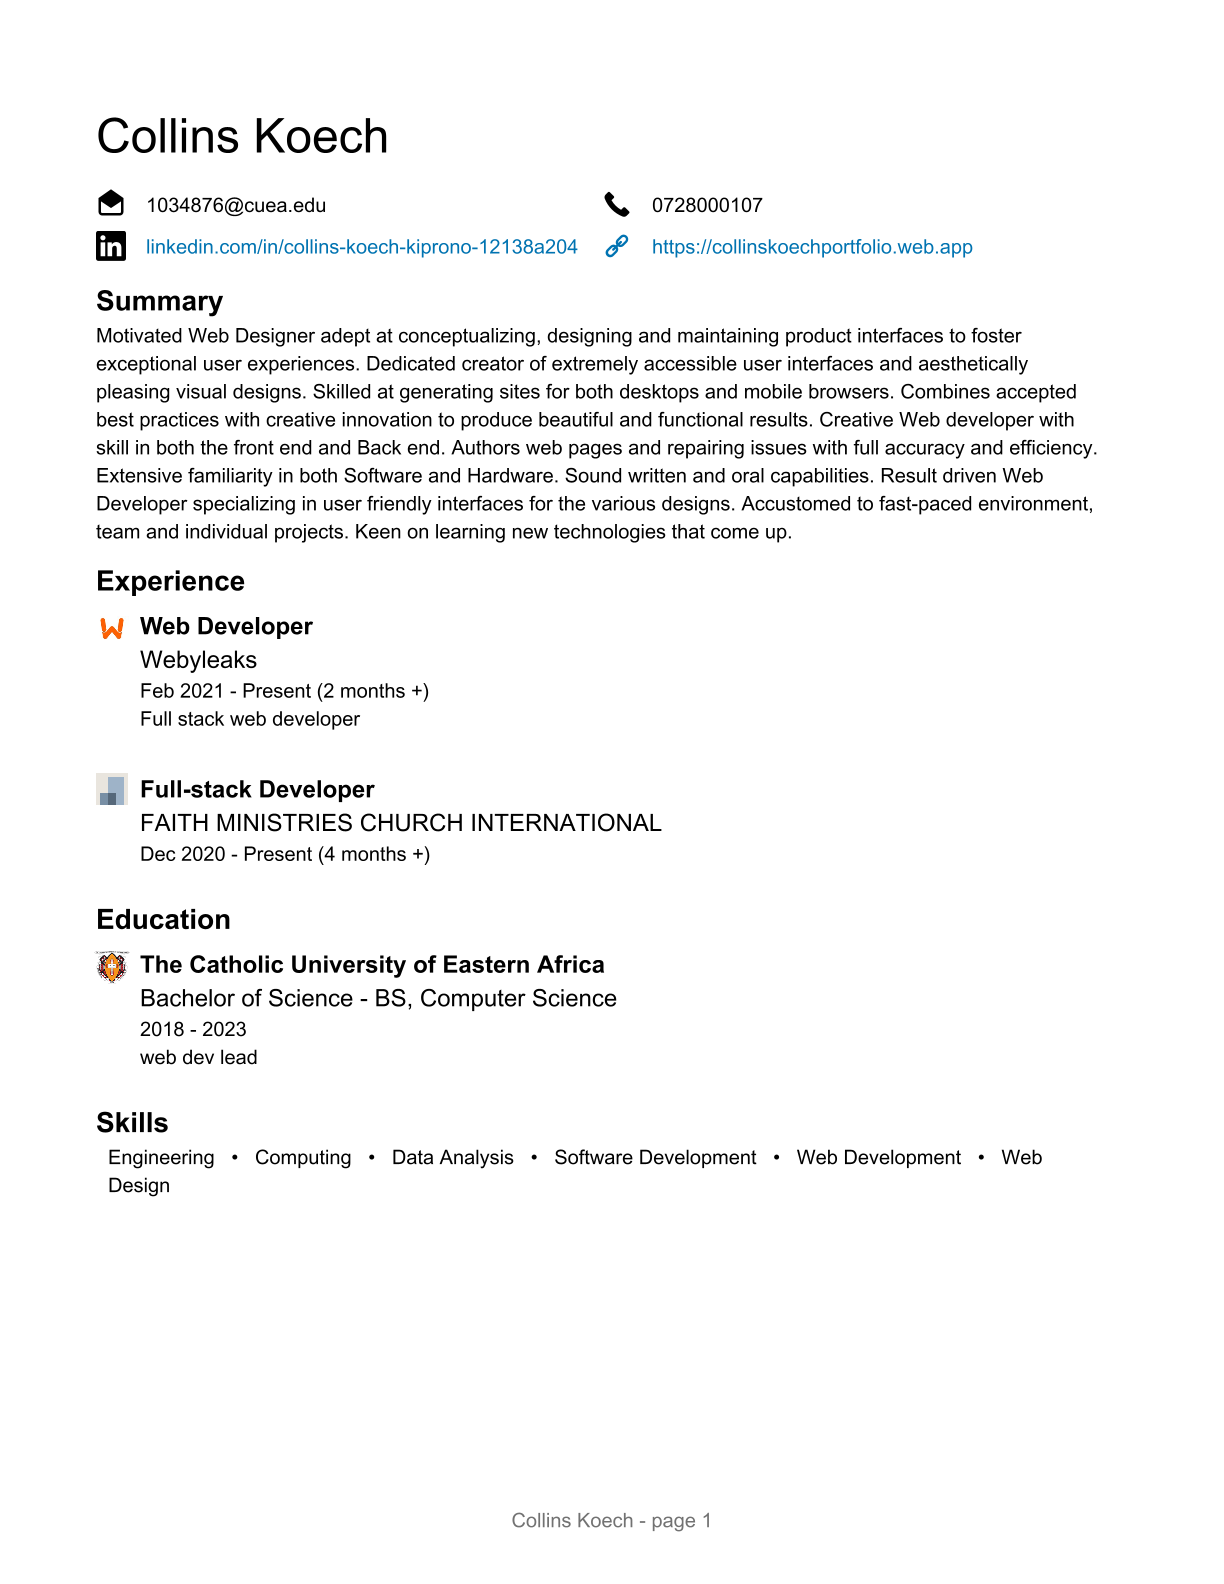 Collins Koech
1034876@cuea.edu
0728000107
linkedin.com/in/collins-koech-kiprono-12138a204
https://collinskoechportfolio.web.app
Summary
Motivated Web Designer adept at conceptualizing, designing and maintaining product interfaces to foster
exceptional user experiences. Dedicated creator of extremely accessible user interfaces and aesthetically
pleasing visual designs. Skilled at generating sites for both desktops and mobile browsers. Combines accepted
best practices with creative innovation to produce beautiful and functional results. Creative Web developer with
skill in both the front end and Back end. Authors web pages and repairing issues with full accuracy and efficiency.
Extensive familiarity in both Software and Hardware. Sound written and oral capabilities. Result driven Web
Developer specializing in user friendly interfaces for the various designs. Accustomed to fast-paced environment,
team and individual projects. Keen on learning new technologies that come up.
Experience
Web Developer
Webyleaks
Feb 2021 - Present (2 months +)
Full stack web developer
Full-stack Developer
FAITH MINISTRIES CHURCH INTERNATIONAL
Dec 2020 - Present (4 months +)
Education
The Catholic University of Eastern Africa
Bachelor of Science - BS, Computer Science
2018 - 2023
web dev lead
Skills
Engineering • Computing • Data Analysis • Software Development • Web Development • Web
Design
Collins Koech - page 1